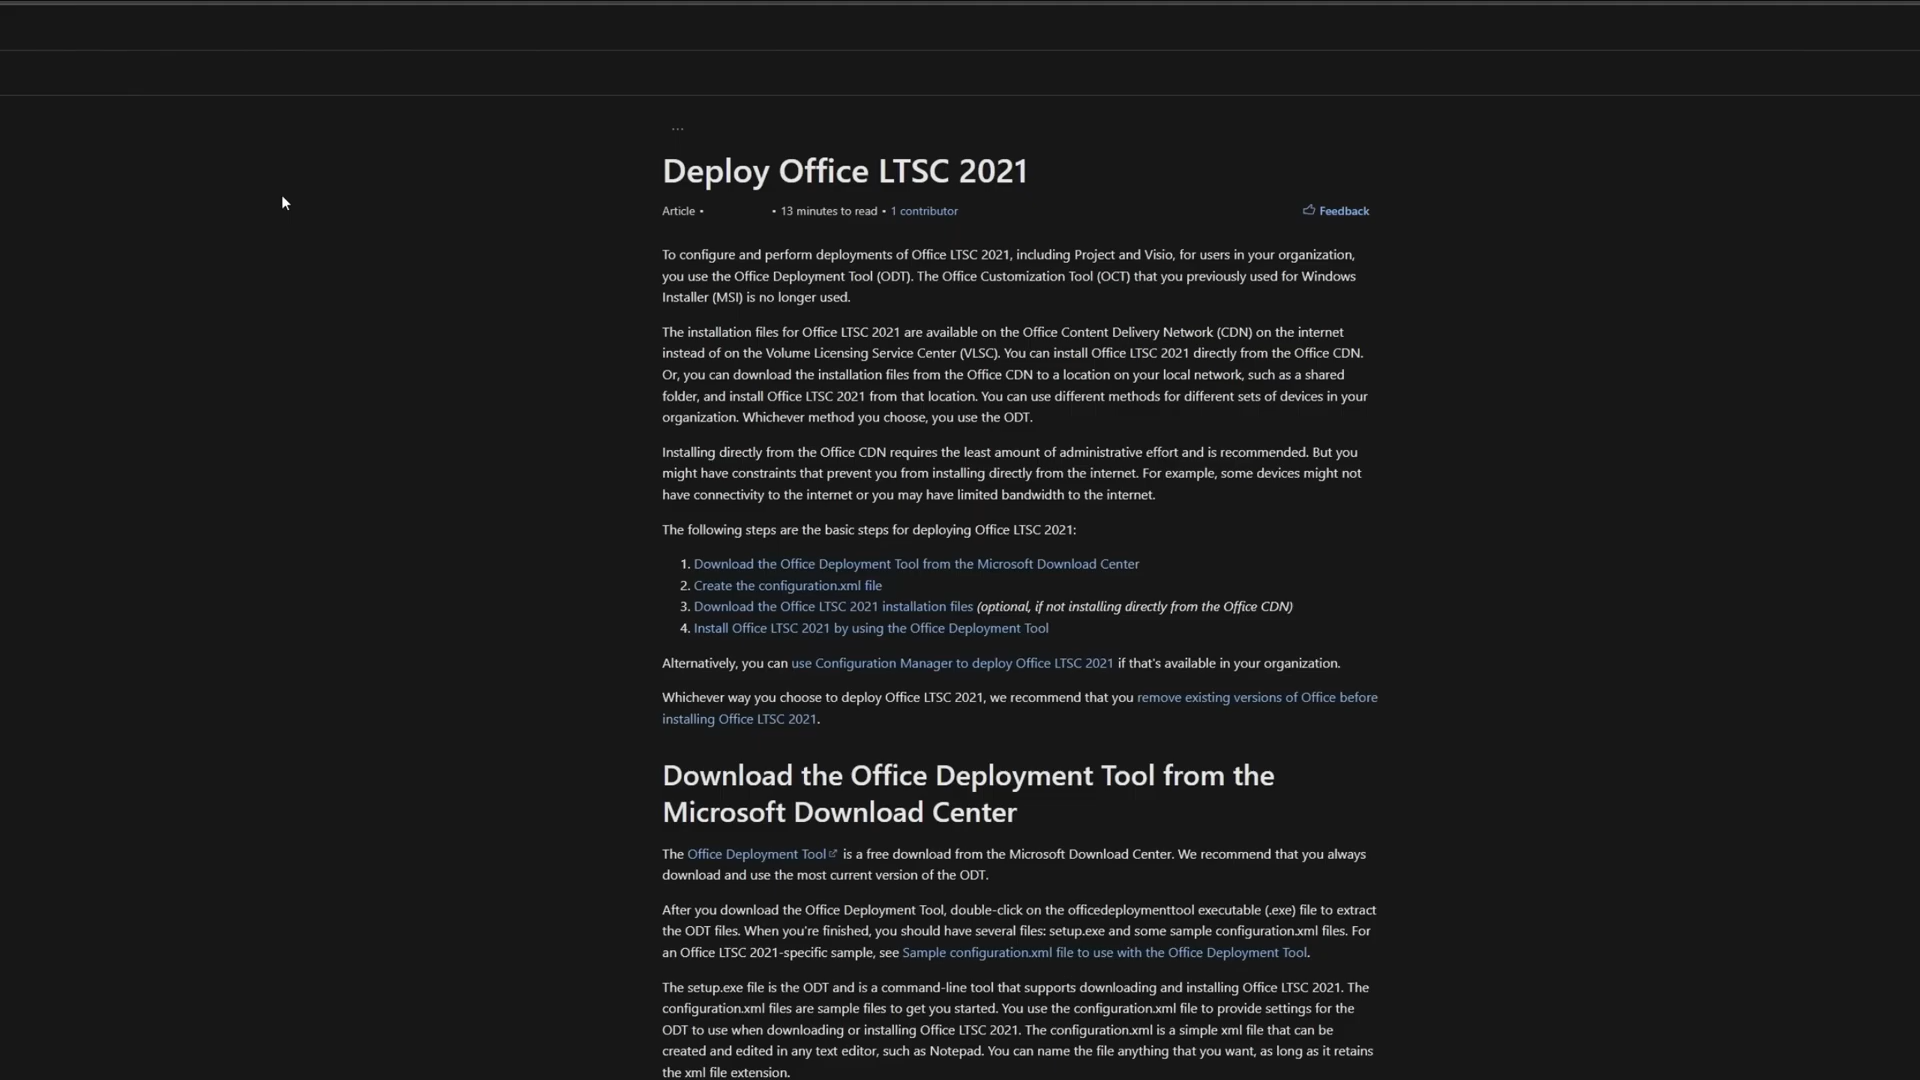 ...
Deploy Office LTSC 2021
Article • • 13 minutes to read • 1 contributor
Feedback
To configure and perform deployments of Office LTSC 2021, including Project and Visio, for users in your organization,
you use the Office Deployment Tool (ODT). The Office Customization Tool (OCT) that you previously used for Windows
Installer (MSI) is no longer used.
The installation files for Office LTSC 2021 are available on the Office Content Delivery Network (CDN) on the internet
instead of on the Volume Licensing Service Center (VLSC). You can install Office LTSC 2021 directly from the Office CDN.
Or, you can download the installation files from the Office CDN to a location on your local network, such as a shared
folder, and install Office LTSC 2021 from that location. You can use different methods for different sets of devices in your
organization. Whichever method you choose, you use the ODT.
Installing directly from the Office CDN requires the least amount of administrative effort and is recommended. But you
might have constraints that prevent you from installing directly from the internet. For example, some devices might not
have connectivity to the internet or you may have limited bandwidth to the internet.
The following steps are the basic steps for deploying Office LTSC 2021:
1. Download the Office Deployment Tool from the Microsoft Download Center
2. Create the configuration.xml file
3. Download the Office LTSC 2021 installation files (optional, if not installing directly from the Office CDN)
4. Install Office LTSC 2021 by using the Office Deployment Tool
Alternatively, you can use Configuration Manager to deploy Office LTSC 2021 if that's available in your organization.
Whichever way you choose to deploy Office LTSC 2021, we recommend that you remove existing versions of Office before
installing Office LTSC 2021.
Download the Office Deployment Tool from the
Microsoft Download Center
The Office Deployment Tool is a free download from the Microsoft Download Center. We recommend that you always
download and use the most current version of the ODT.
After you download the Office Deployment Tool, double-click on the officedeploymenttool executable (.exe) file to extract
the ODT files. When you're finished, you should have several files: setup.exe and some sample configuration.xml files. For
an Office LTSC 2021-specific sample, see Sample configuration.xml file to use with the Office Deployment Tool.
The setup.exe file is the ODT and is a command-line tool that supports downloading and installing Office LTSC 2021. The
configuration.xml files are sample files to get you started. You use the configuration.xml file to provide settings for the
ODT to use when downloading or installing Office LTSC 2021. The configuration.xml is a simple xml file that can be
created and edited in any text editor, such as Notepad. You can name the file anything that you want, as long as it retains
the xml file extension.